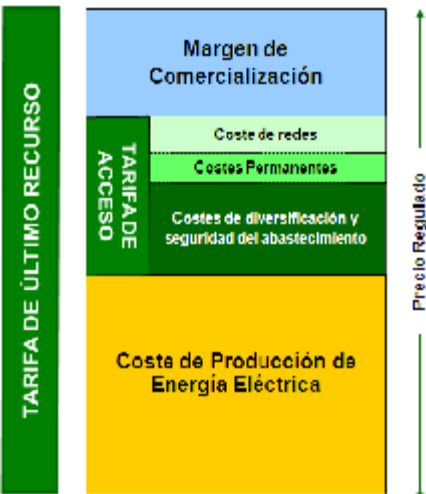 TARIFA DE ÚLTIMO RECURSO
Margen de
Comercialización
TARIFA DE
ACCESO
Coste de redes
Costes Permanentes
Costes de diversificación y
seguridad del abastecimiento
Coste de Producción de
Energía Eléctrica
Precio Regulado